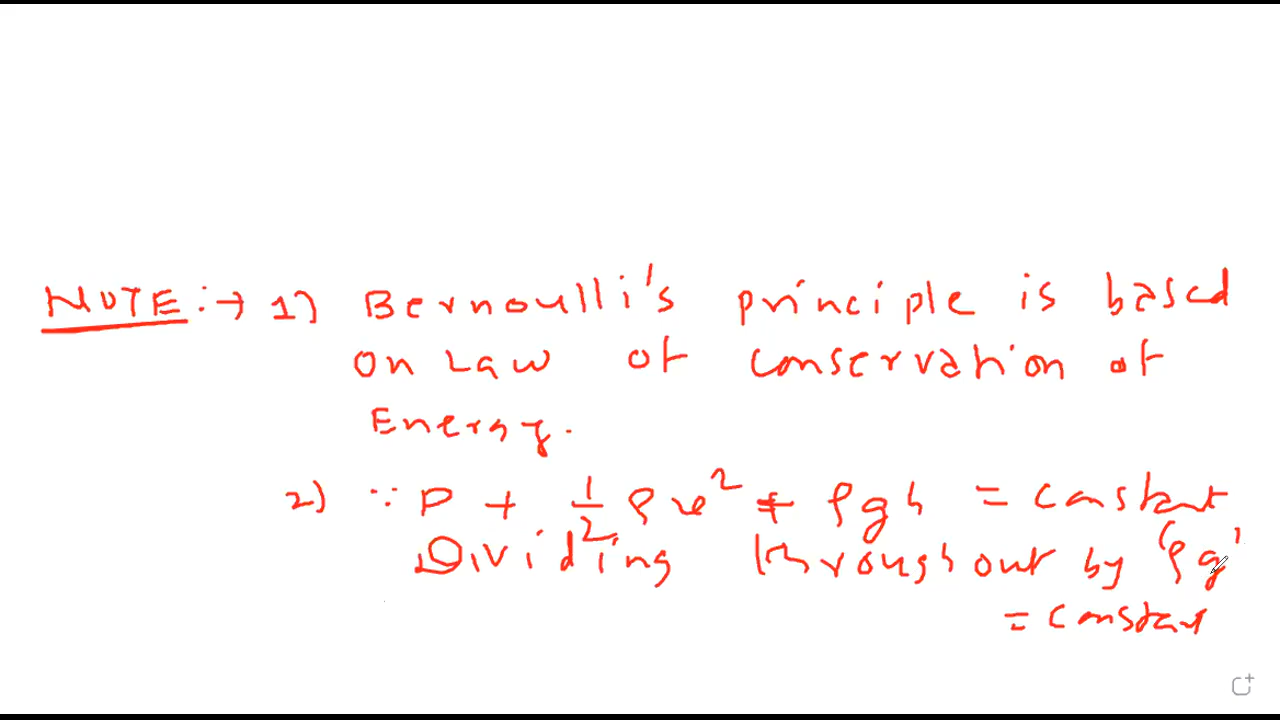 NOTE :→ 1) Bernoulli's principle is based
on Law of conservation of
Energy.
2) ∵ P + 1/2 ρv² + ρgh = constant
Dividing throughout by 'ρg'
= constant